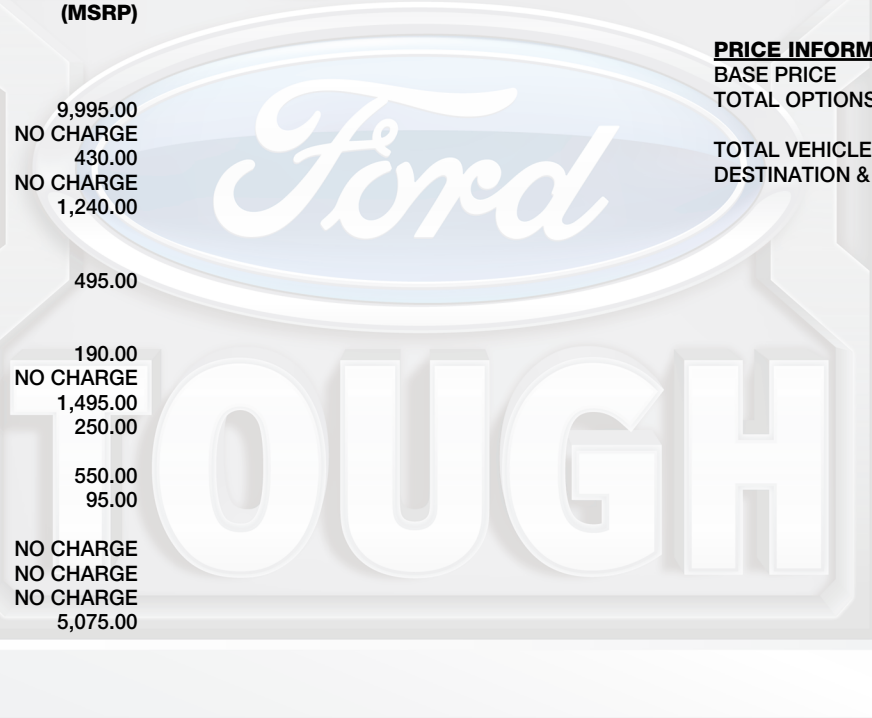 (MSRP)
9,995.00
NO CHARGE
430.00
NO CHARGE
1,240.00
495.00
190.00
NO CHARGE
1,495.00
250.00
550.00
95.00
NO CHARGE
NO CHARGE
NO CHARGE
5,075.00
PRICE INFORM
BASE PRICE
TOTAL OPTIONS
TOTAL VEHICLE
DESTINATION &
Ford
TOUGH